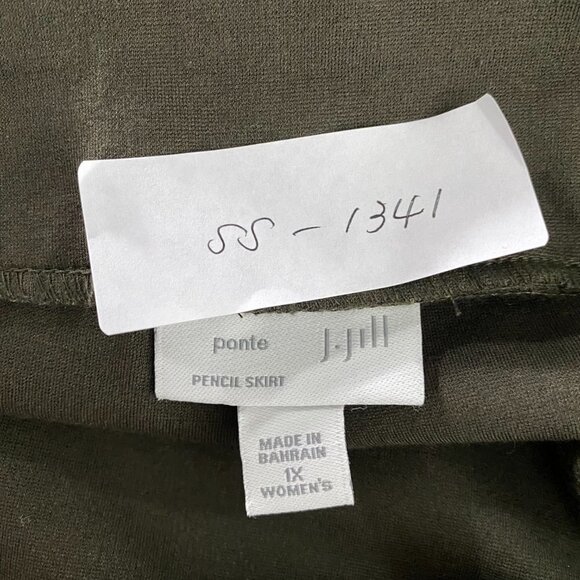 SS - 1341
ponte
J.Jill
PENCIL SKIRT
MADE IN
BAHRAIN
1X
WOMEN'S